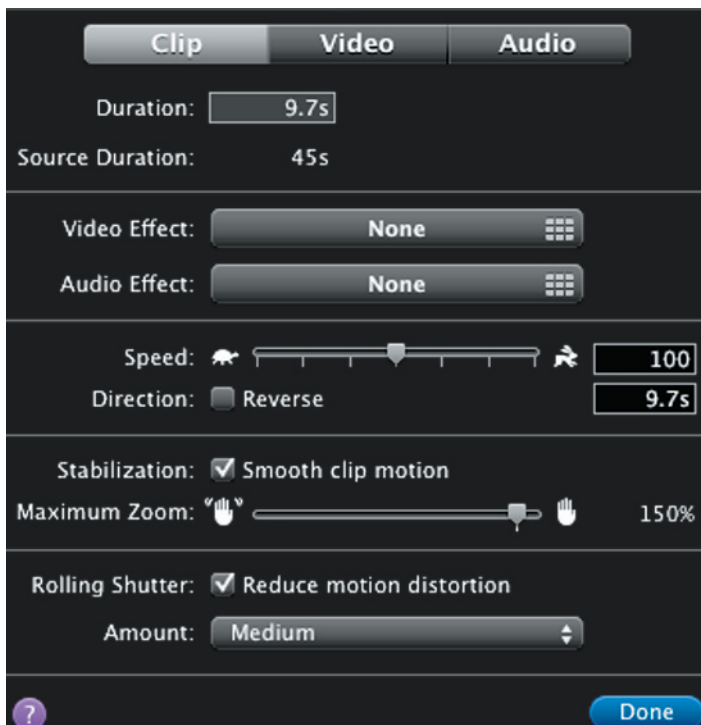 Clip Video Audio
Duration: 9.7s
Source Duration: 45s
Video Effect: None
Audio Effect: None
Speed: 100
Direction: Reverse 9.7s
Stabilization: Smooth clip motion
Maximum Zoom: 150%
Rolling Shutter: Reduce motion distortion
Amount: Medium
? Done